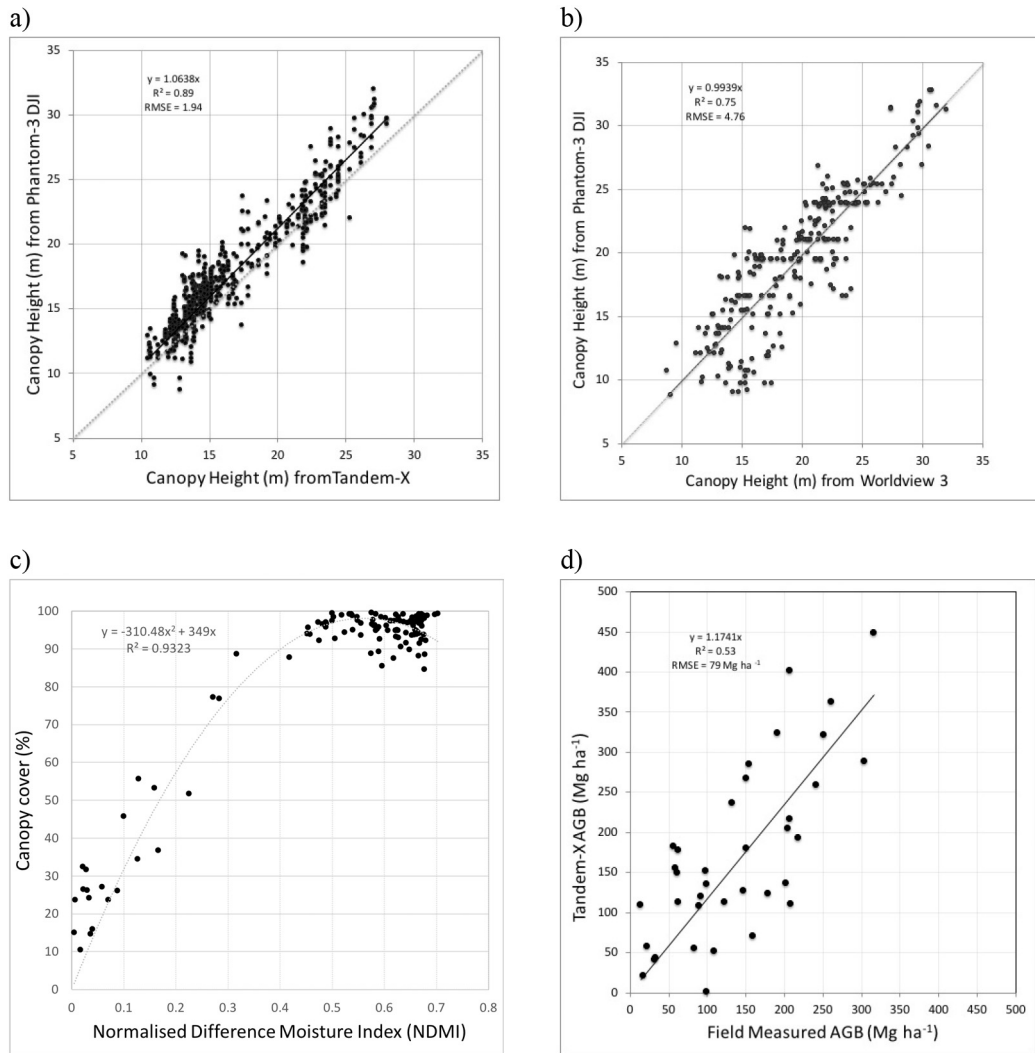 a)
35
30
25
20
15
10
5
Canopy Height (m) from Phantom-3 DJI
y = 1.0638x
R² = 0.89
RMSE = 1.94
5 10 15 20 25 30 35
Canopy Height (m) fromTandem-X
b)
35
30
25
20
15
10
5
Canopy Height (m) from Phantom-3 DJI
y = 0.9939x
R² = 0.75
RMSE = 4.76
5 10 15 20 25 30 35
Canopy Height (m) from Worldview 3
c)
100
90
80
70
60
50
40
30
20
10
0
Canopy cover (%)
y = -310.48x² + 349x
R² = 0.9323
0 0.1 0.2 0.3 0.4 0.5 0.6 0.7 0.8
Normalised Difference Moisture Index (NDMI)
d)
500
450
400
350
300
250
200
150
100
50
0
Tandem-X AGB (Mg ha⁻¹)
y = 1.1741x
R² = 0.53
RMSE = 79 Mg ha ⁻¹
0 50 100 150 200 250 300 350 400 450 500
Field Measured AGB (Mg ha⁻¹)